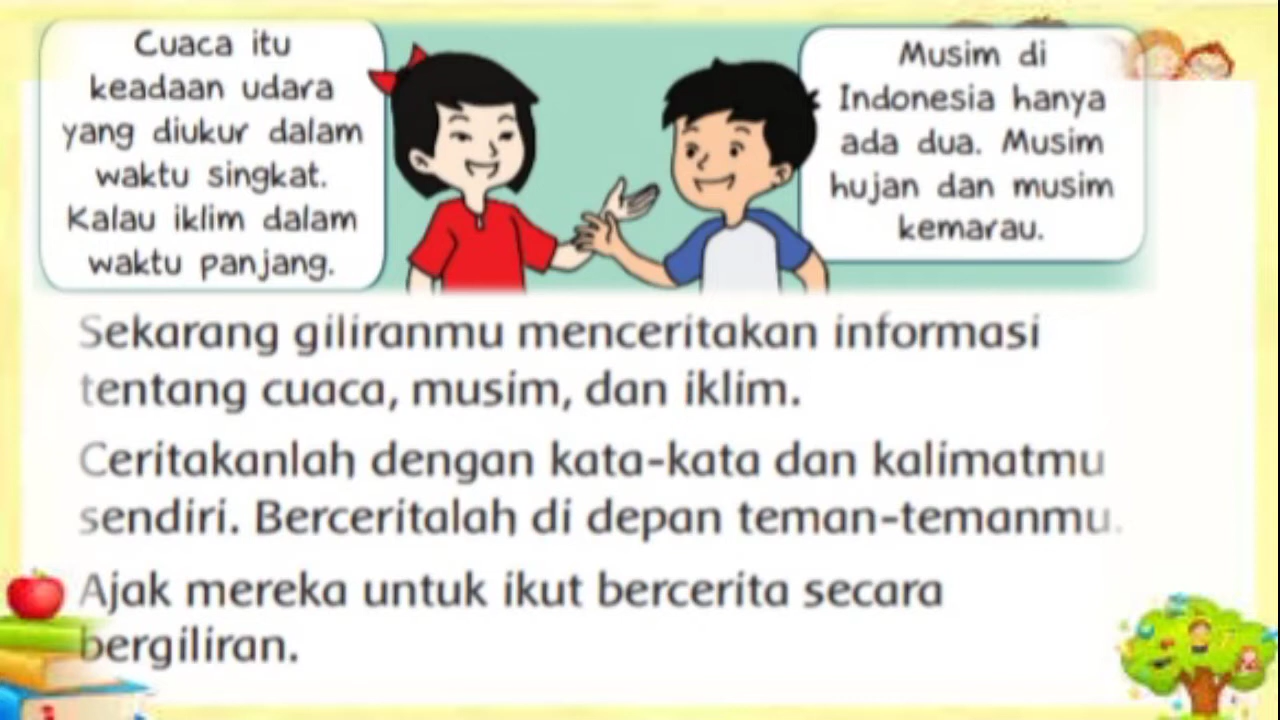 Cuaca itu
keadaan udara
yang diukur dalam
waktu singkat.
Kalau iklim dalam
waktu panjang.
Musim di
Indonesia hanya
ada dua. Musim
hujan dan musim
kemarau.
Sekarang giliranmu menceritakan informasi
tentang cuaca, musim, dan iklim.
Ceritakanlah dengan kata-kata dan kalimatmu
sendiri. Berceritalah di depan teman-temanmu.
Ajak mereka untuk ikut bercerita secara
bergiliran.